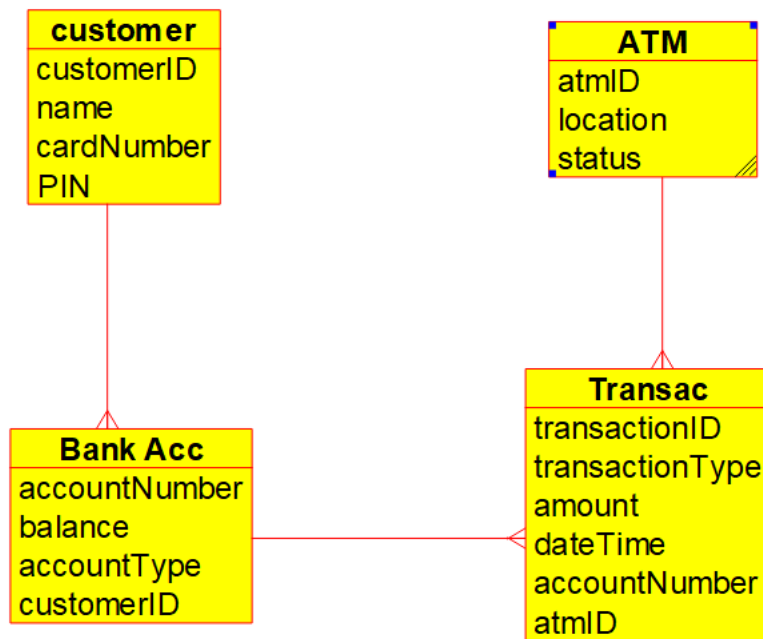 customer
customerID
name
cardNumber
PIN
ATM
atmID
location
status
Bank Acc
accountNumber
balance
accountType
customerID
Transac
transactionID
transactionType
amount
dateTime
accountNumber
atmID